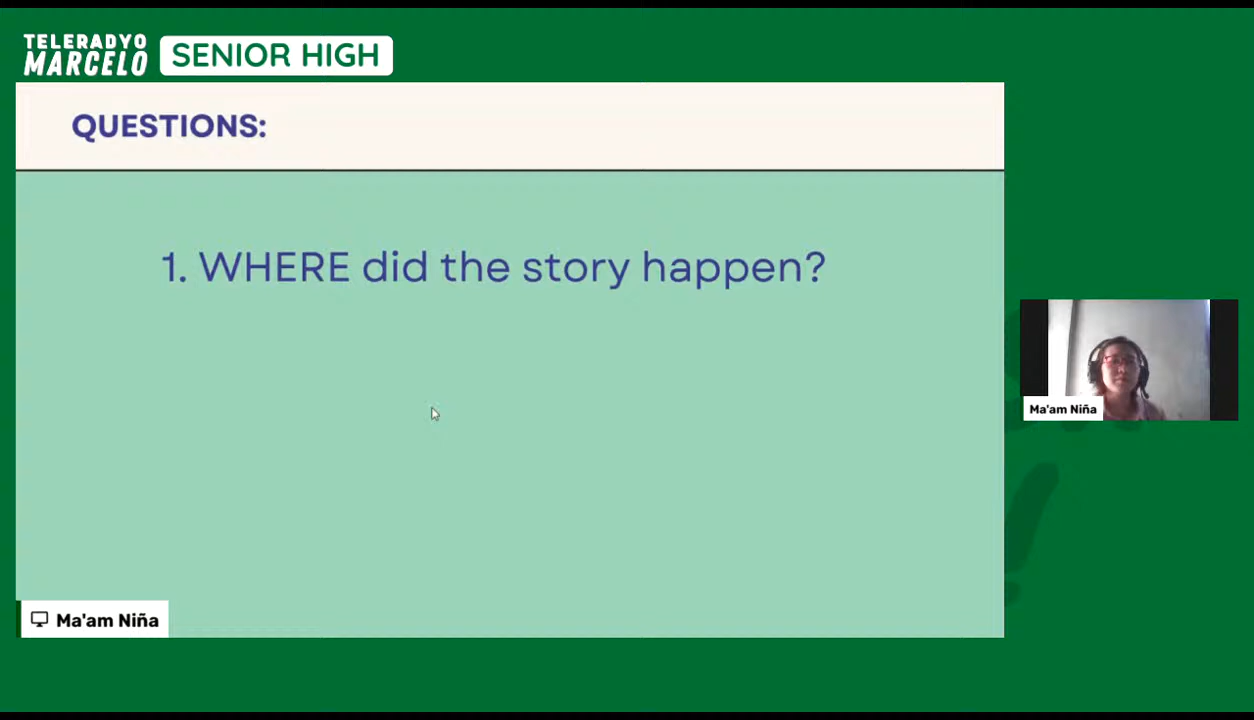 TELERADYO
MARCELO
SENIOR HIGH
QUESTIONS:
1. WHERE did the story happen?
Ma'am Niña
Ma'am Niña